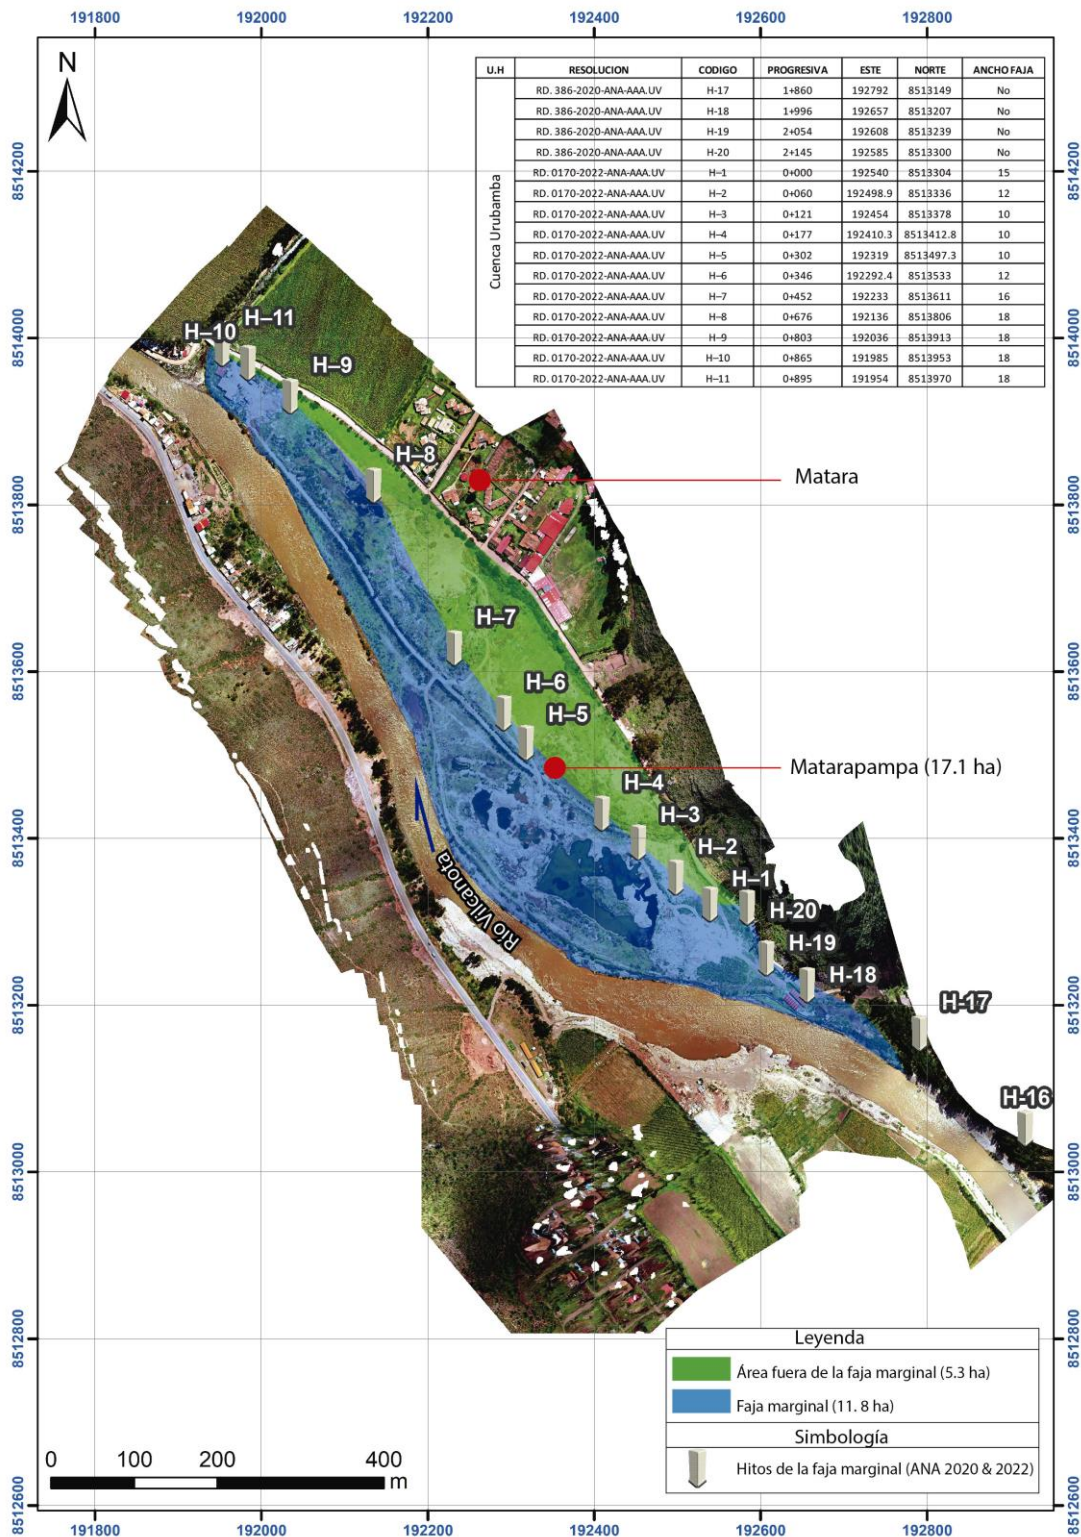 191800 192000 192200 192400 192600 192800
N
U.H RESOLUCION CODIGO PROGRESIVA ESTE NORTE ANCHO FAJA
Cuenca Urubamba
RD. 386-2020-ANA-AAA.UV H-17 1+860 192792 8513149 No
RD. 386-2020-ANA-AAA.UV H-18 1+996 192657 8513207 No
RD. 386-2020-ANA-AAA.UV H-19 2+054 192608 8513239 No
RD. 386-2020-ANA-AAA.UV H-20 2+145 192585 8513300 No
RD. 0170-2022-ANA-AAA.UV H–1 0+000 192540 8513304 15
RD. 0170-2022-ANA-AAA.UV H–2 0+060 192498.9 8513336 12
RD. 0170-2022-ANA-AAA.UV H–3 0+121 192454 8513378 10
RD. 0170-2022-ANA-AAA.UV H–4 0+177 192410.3 8513412.8 10
RD. 0170-2022-ANA-AAA.UV H–5 0+302 192319 8513497.3 10
RD. 0170-2022-ANA-AAA.UV H–6 0+346 192292.4 8513533 12
RD. 0170-2022-ANA-AAA.UV H–7 0+452 192233 8513611 16
RD. 0170-2022-ANA-AAA.UV H–8 0+676 192136 8513806 18
RD. 0170-2022-ANA-AAA.UV H–9 0+803 192036 8513913 18
RD. 0170-2022-ANA-AAA.UV H–10 0+865 191985 8513953 18
RD. 0170-2022-ANA-AAA.UV H–11 0+895 191954 8513970 18
8514200 8514200
8514000 8514000
H–11
H–10
H–9
H–8
Matara
8513800 8513800
H–7
8513600 8513600
H–6
H–5
Matarapampa (17.1 ha)
H–4
H–3
8513400 8513400
H–2
H–1
Río Vilcanota
H-20
H-19
H-18
8513200 8513200
H-17
H-16
8513000 8513000
8512800 8512800
Leyenda
Área fuera de la faja marginal (5.3 ha)
Faja marginal (11. 8 ha)
Simbología
Hitos de la faja marginal (ANA 2020 & 2022)
0 100 200 400
m
8512600 8512600
191800 192000 192200 192400 192600 192800